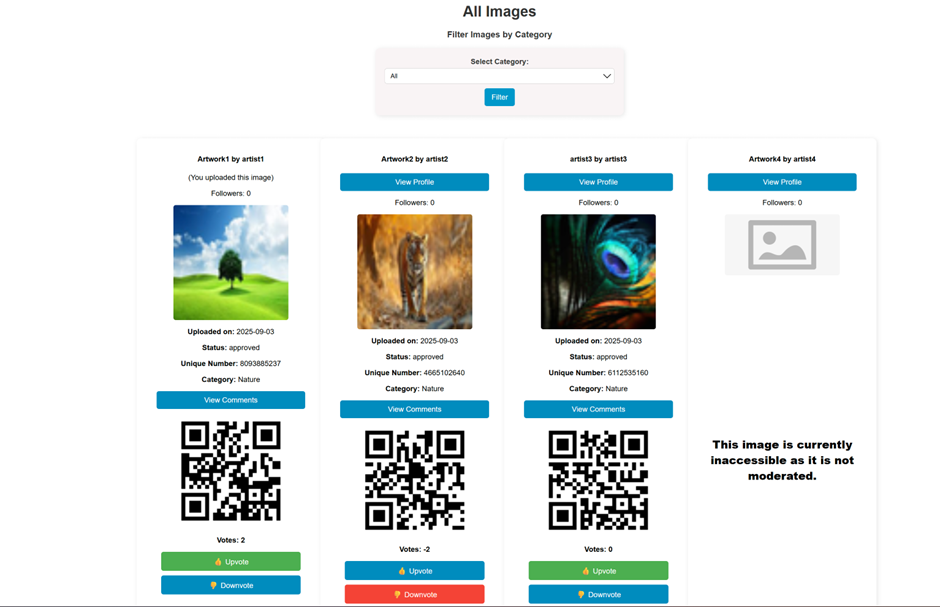 All Images
Filter Images by Category
Select Category:
All
Filter
Artwork1 by artist1
(You uploaded this image)
Followers: 0
Uploaded on: 2025-09-03
Status: approved
Unique Number: 8093885237
Category: Nature
View Comments
Votes: 2
👍 Upvote
👎 Downvote
Artwork2 by artist2
View Profile
Followers: 0
Uploaded on: 2025-09-03
Status: approved
Unique Number: 4665102640
Category: Nature
View Comments
Votes: -2
👍 Upvote
👎 Downvote
artist3 by artist3
View Profile
Followers: 0
Uploaded on: 2025-09-03
Status: approved
Unique Number: 6112535160
Category: Nature
View Comments
Votes: 0
👍 Upvote
👎 Downvote
Artwork4 by artist4
View Profile
Followers: 0
This image is currently
inaccessible as it is not
moderated.